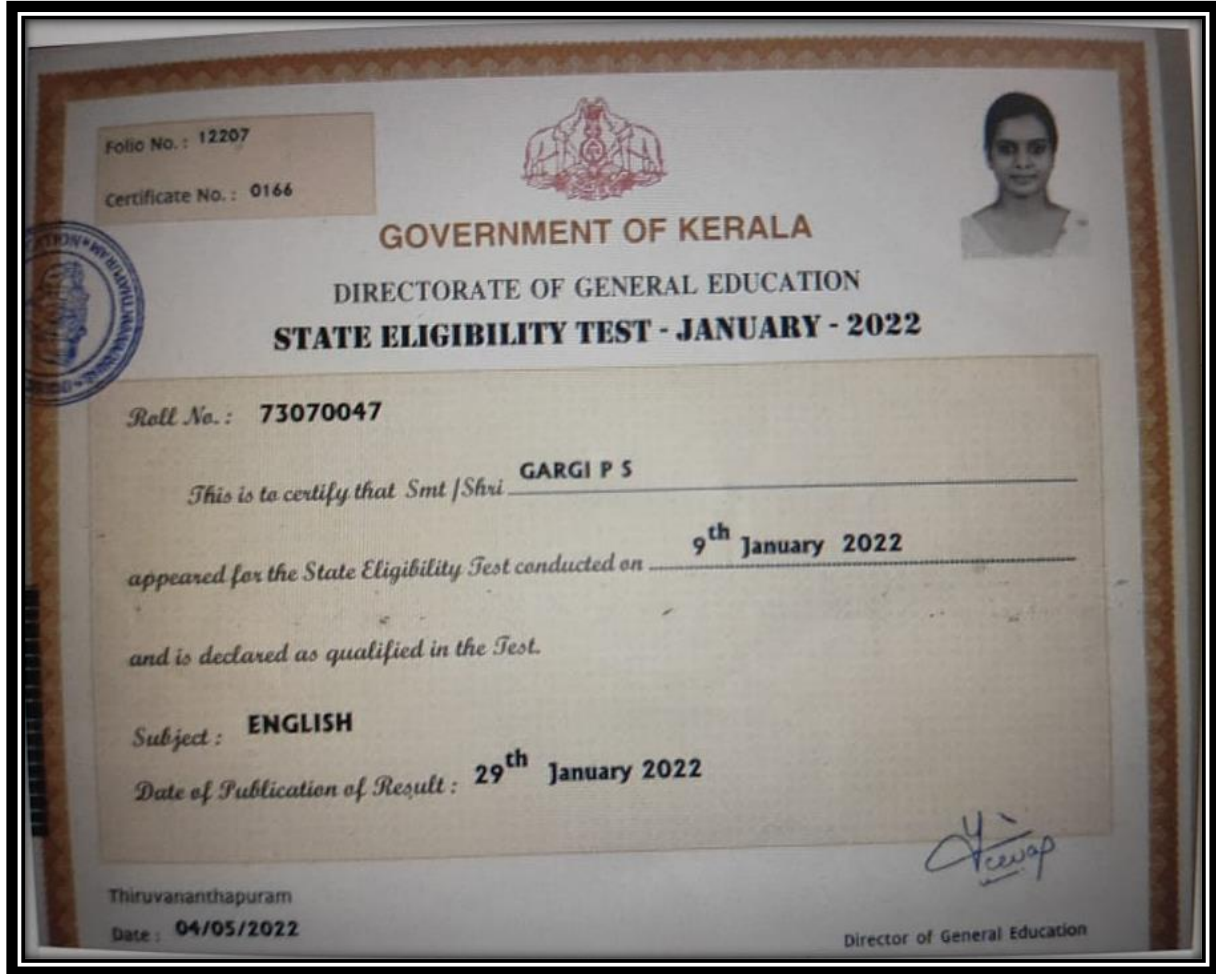 Folio No. : 12207
Certificate No. : 0166
GOVERNMENT OF KERALA
DIRECTORATE OF GENERAL EDUCATION
STATE ELIGIBILITY TEST - JANUARY - 2022
Roll No. : 73070047
This is to certify that Smt / Shri GARGI P S
appeared for the State Eligibility Test conducted on 9th January 2022
and is declared as qualified in the Test.
Subject : ENGLISH
Date of Publication of Result : 29th January 2022
Thiruvananthapuram
Date : 04/05/2022
Director of General Education